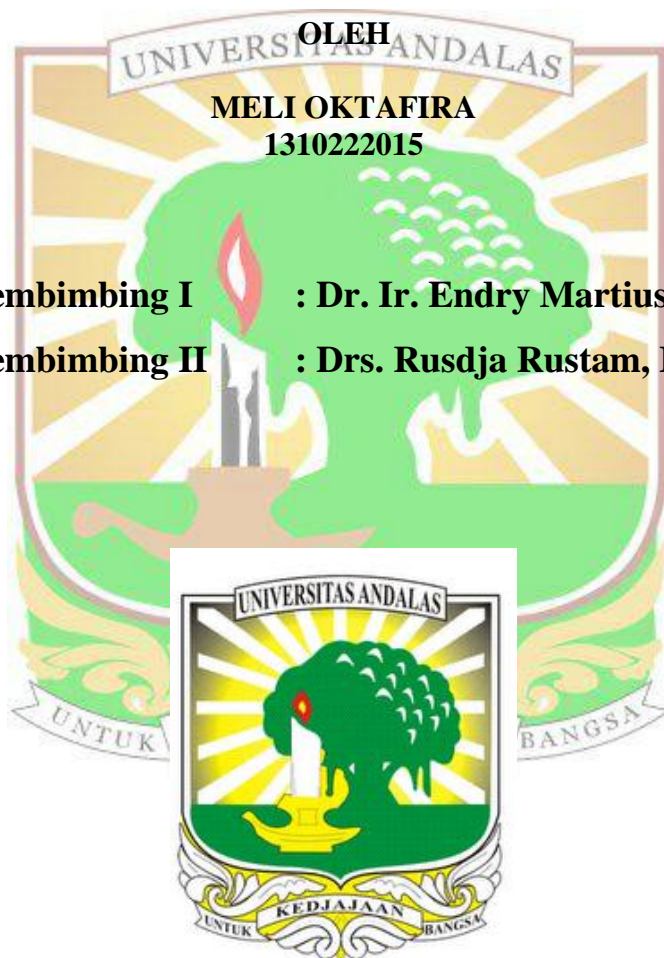 OLEH
UNIVERSITAS ANDALAS
MELI OKTAFIRA
1310222015
embimbing I : Dr. Ir. Endry Martius
embimbing II : Drs. Rusdja Rustam,
UNIVERSITAS ANDALAS
UNTUK BANGSA
KEDJAJAAN
UNTUK BANGSA